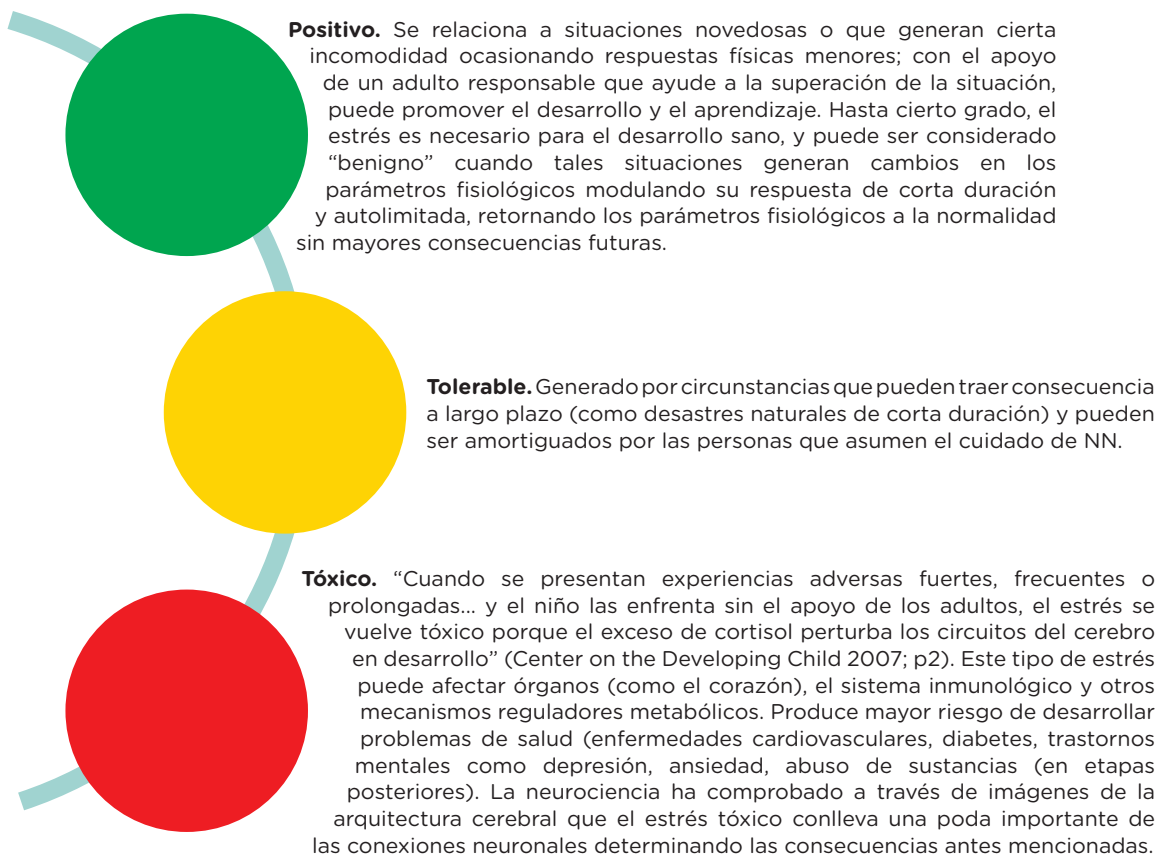 Positivo. Se relaciona a situaciones novedosas o que generan cierta
incomodidad ocasionando respuestas físicas menores; con el apoyo
de un adulto responsable que ayude a la superación de la situación,
puede promover el desarrollo y el aprendizaje. Hasta cierto grado, el
estrés es necesario para el desarrollo sano, y puede ser considerado
“benigno” cuando tales situaciones generan cambios en los
parámetros fisiológicos modulando su respuesta de corta duración
y autolimitada, retornando los parámetros fisiológicos a la normalidad
sin mayores consecuencias futuras.
Tolerable. Generado por circunstancias que pueden traer consecuencia
a largo plazo (como desastres naturales de corta duración) y pueden
ser amortiguados por las personas que asumen el cuidado de NN.
Tóxico. “Cuando se presentan experiencias adversas fuertes, frecuentes o
prolongadas... y el niño las enfrenta sin el apoyo de los adultos, el estrés se
vuelve tóxico porque el exceso de cortisol perturba los circuitos del cerebro
en desarrollo” (Center on the Developing Child 2007; p2). Este tipo de estrés
puede afectar órganos (como el corazón), el sistema inmunológico y otros
mecanismos reguladores metabólicos. Produce mayor riesgo de desarrollar
problemas de salud (enfermedades cardiovasculares, diabetes, trastornos
mentales como depresión, ansiedad, abuso de sustancias (en etapas
posteriores). La neurociencia ha comprobado a través de imágenes de la
arquitectura cerebral que el estrés tóxico conlleva una poda importante de
las conexiones neuronales determinando las consecuencias antes mencionadas.